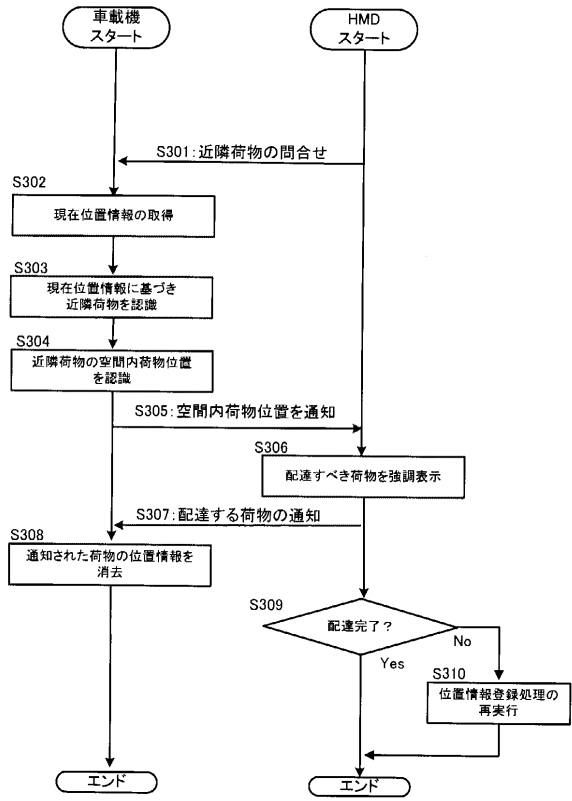 車載機
スタート
HMD
スタート
S301:近隣荷物の問合せ
S302
現在位置情報の取得
S303
現在位置情報に基づき
近隣荷物を認識
S304
近隣荷物の空間内荷物位置
を認識
S305:空間内荷物位置を通知
S306
配達すべき荷物を強調表示
S307:配達する荷物の通知
S308
通知された荷物の位置情報を
消去
S309
配達完了?
No
Yes
S310
位置情報登録処理の
再実行
エンド
エンド